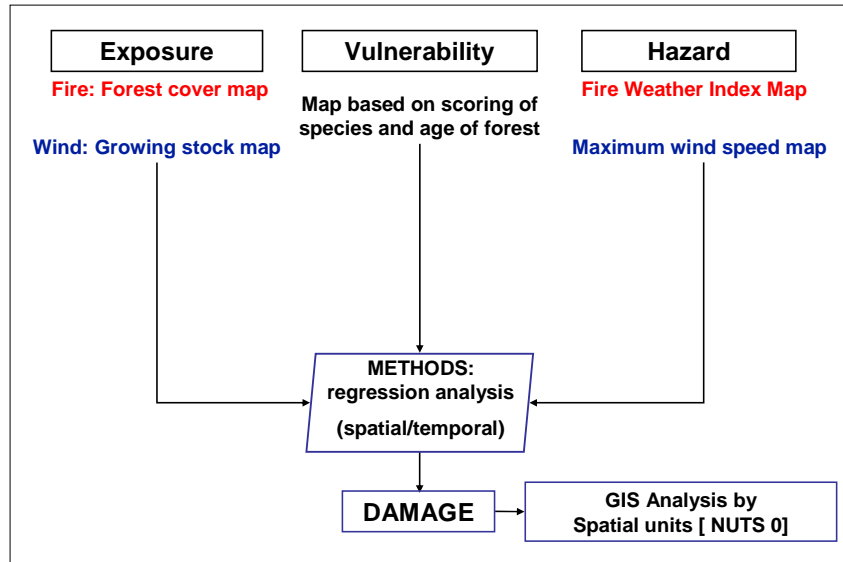 Exposure
Fire: Forest cover map
Wind: Growing stock map
Vulnerability
Map based on scoring of
species and age of forest
Hazard
Fire Weather Index Map
Maximum wind speed map
METHODS:
regression analysis
(spatial/temporal)
DAMAGE
GIS Analysis by
Spatial units [ NUTS 0]